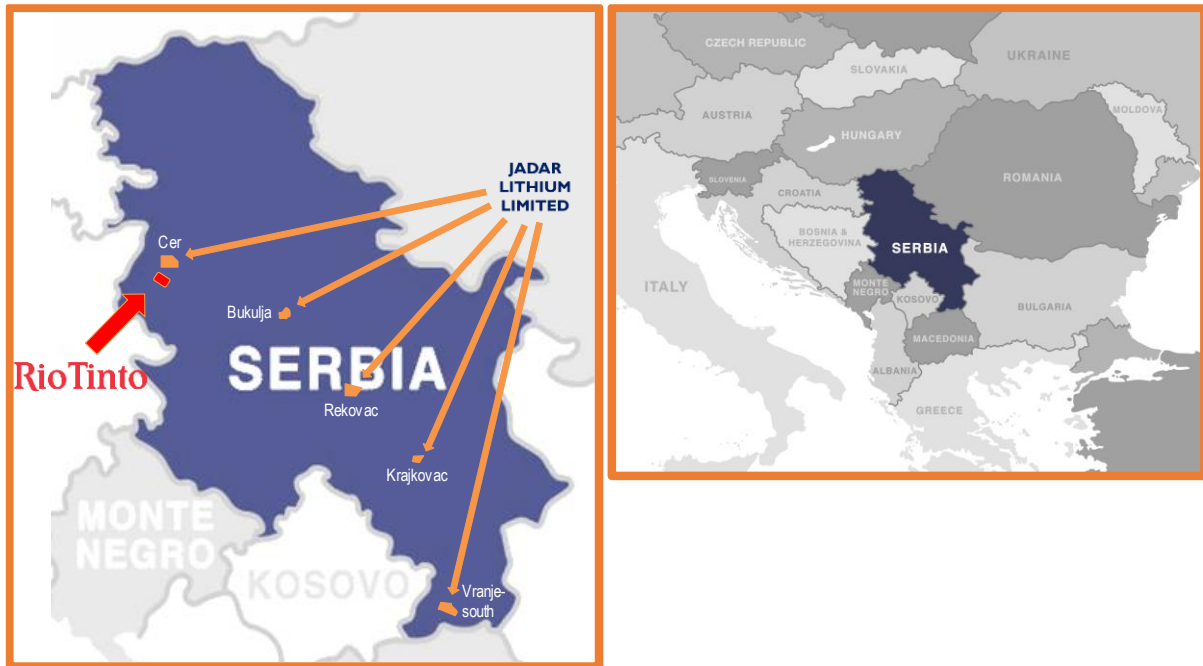 JADAR
LITHIUM
LIMITED
Cer
Bukulja
RioTinto
SERBIA
Rekovac
Krajkovac
MONTE
NEGRO
KOSOVO
Vranje-
south
CZECH REPUBLIC
UKRAINE
SLOVAKIA
MOLDOVA
AUSTRIA
HUNGARY
SLOVENIA
ROMANIA
CROATIA
BOSNIA &
HERZEGOVINA
SERBIA
ITALY
MONTE
NEGRO
KOSOVO
BULGARIA
MACEDONIA
ALBANIA
GREECE